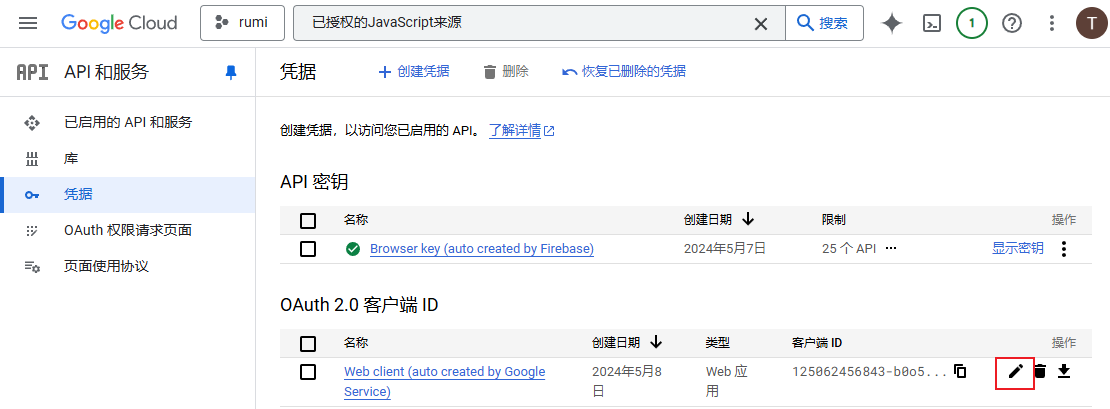 Google Cloud
rumi
已授权的JavaScript来源
搜索
1
T
API
API 和服务
已启用的 API 和服务
库
凭据
OAuth 权限请求页面
页面使用协议
凭据
创建凭据
删除
恢复已删除的凭据
创建凭据，以访问您已启用的 API。 了解详情
API 密钥
名称 创建日期 限制 操作
Browser key (auto created by Firebase) 2024年5月7日 25 个 API 显示密钥
OAuth 2.0 客户端 ID
名称 创建日期 类型 客户端 ID 操作
Web client (auto created by Google Service) 2024年5月8日 Web 应用 125062456843-b0o5...